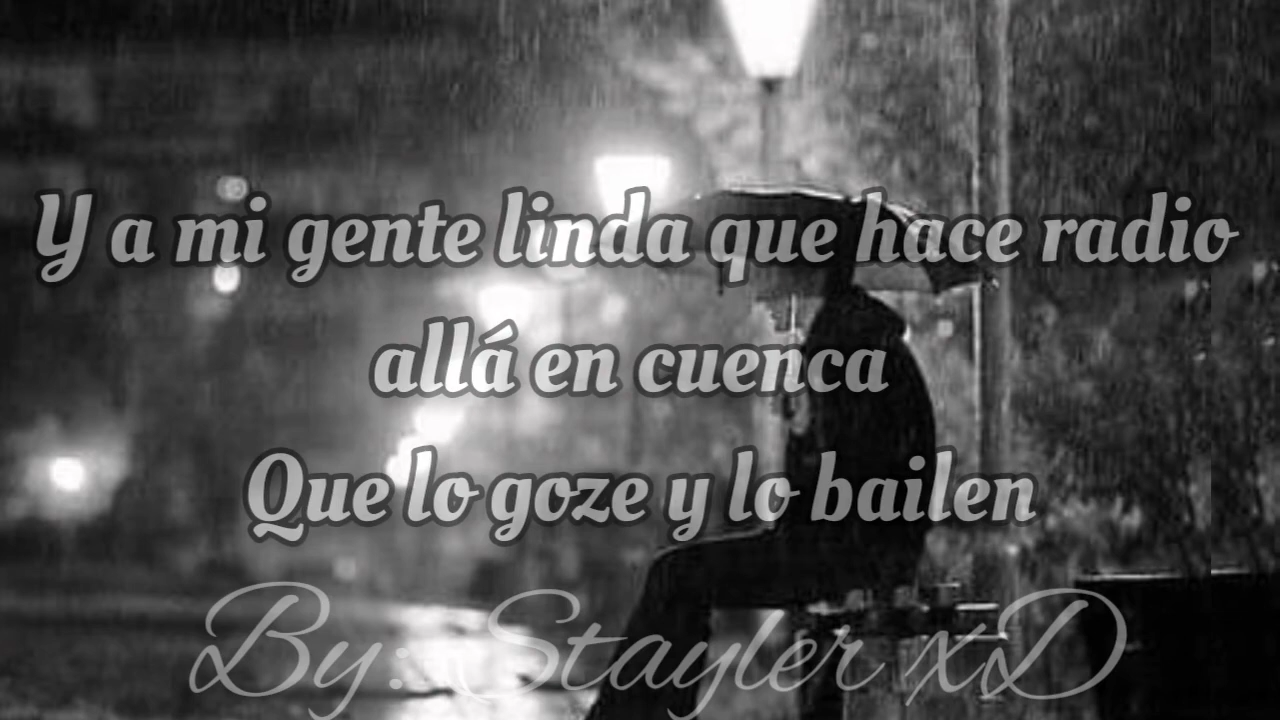 Y a mi gente linda que hace radio
allá en cuenca
Que lo goze y lo bailen
By: Stayler xD